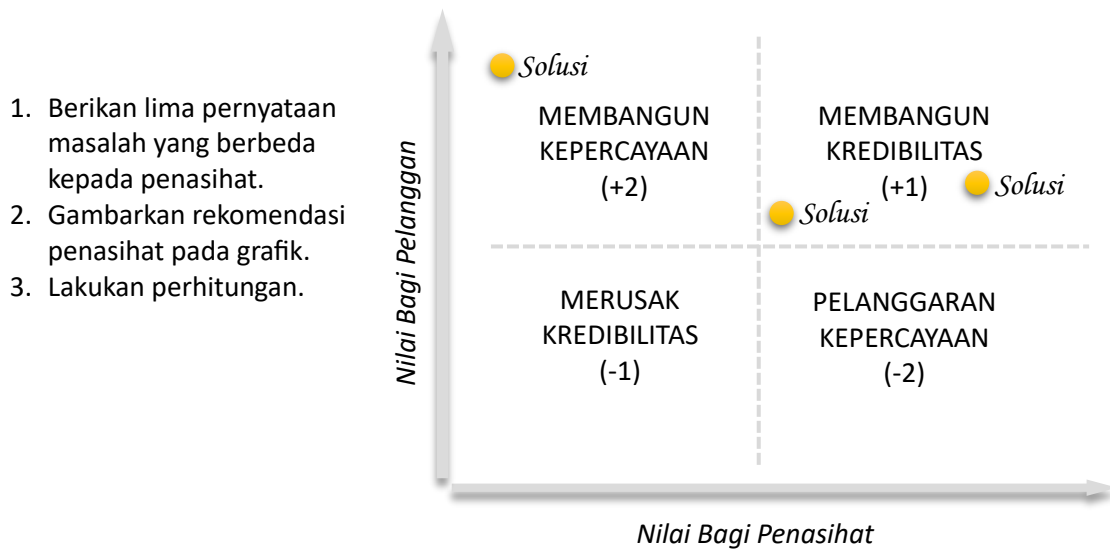 1. Berikan lima pernyataan
masalah yang berbeda
kepada penasihat.
2. Gambarkan rekomendasi
penasihat pada grafik.
3. Lakukan perhitungan.
Nilai Bagi Pelanggan
Solusi
MEMBANGUN
KEPERCAYAAN
(+2)
MEMBANGUN
KREDIBILITAS
(+1)
Solusi
Solusi
MERUSAK
KREDIBILITAS
(-1)
PELANGGARAN
KEPERCAYAAN
(-2)
Nilai Bagi Penasihat